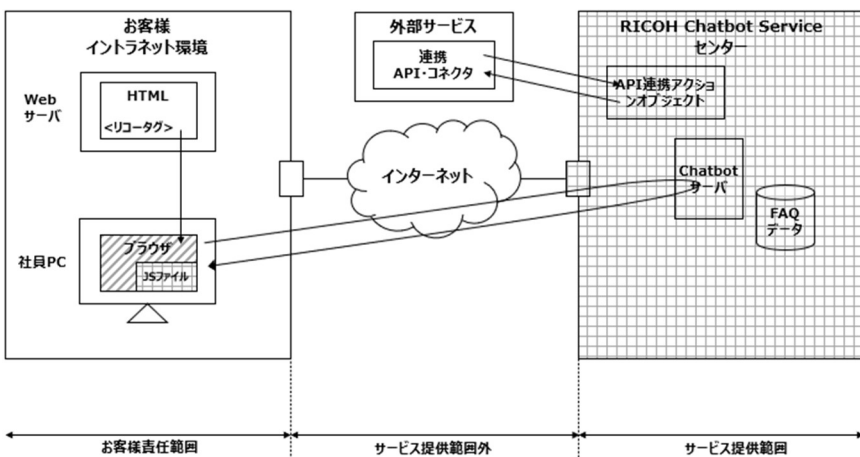 お客様
イントラネット環境
Web
サーバ
HTML
<リコータグ>
社員PC
ブラウザ
JSファイル
外部サービス
連携
API・コネクタ
インターネット
RICOH Chatbot Service
センター
API連携アクショ
ンオブジェクト
Chatbot
サーバ
FAQ
データ
お客様責任範囲
サービス提供範囲外
サービス提供範囲